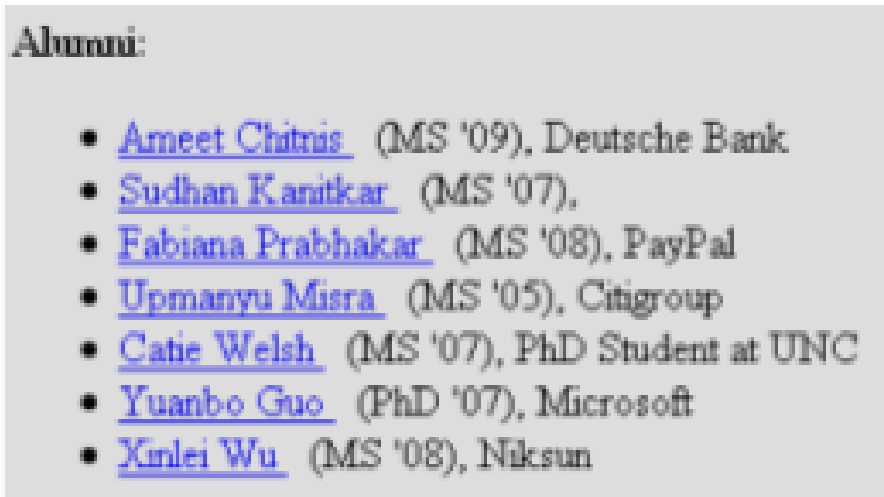 Alumni:
• Ameet Chitnis (MS '09), Deutsche Bank
• Sudhan Kanitkar (MS '07),
• Fabiana Prabhakar (MS '08), PayPal
• Upmanyu Misra (MS '05), Citigroup
• Catie Welsh (MS '07), PhD Student at UNC
• Yuanbo Guo (PhD '07), Microsoft
• Xinlei Wu (MS '08), Niksun